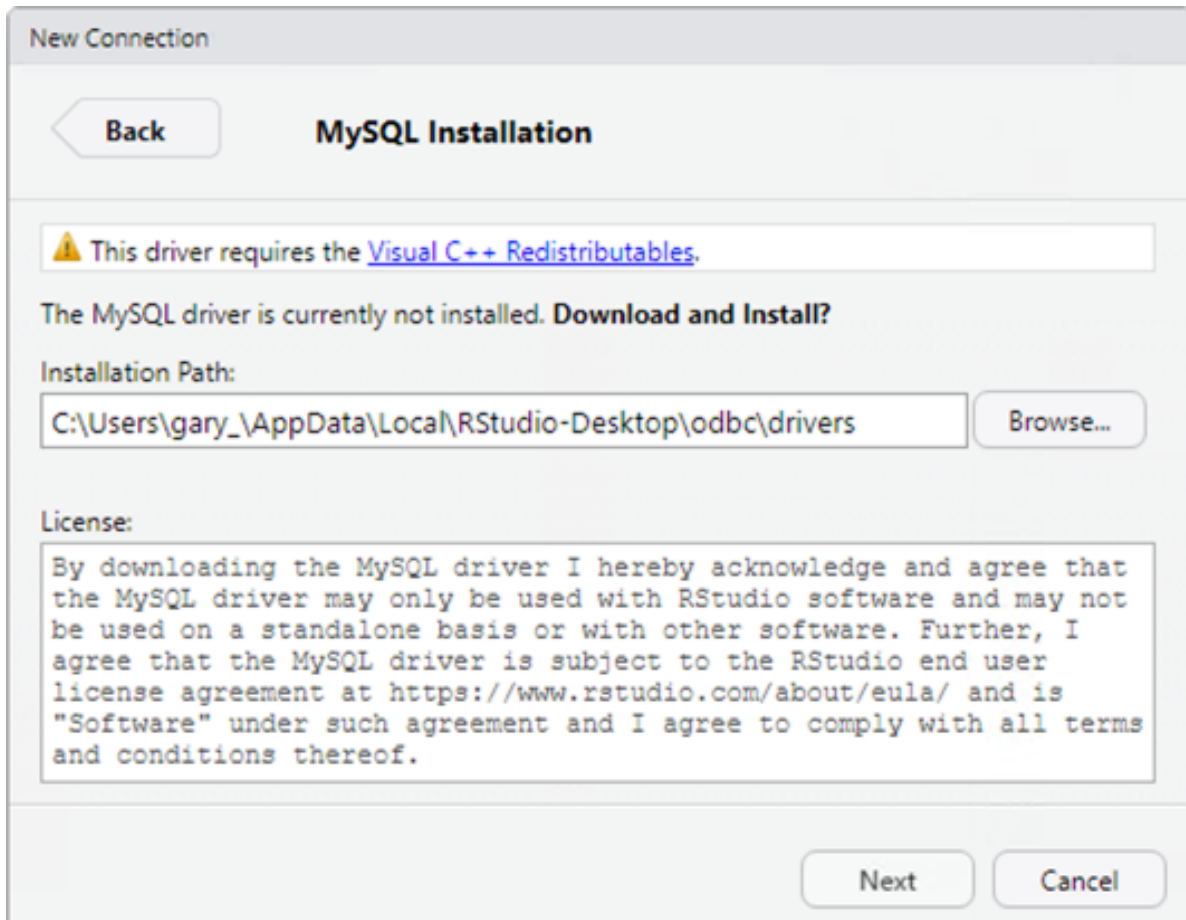 New Connection
Back
MySQL Installation
This driver requires the Visual C++ Redistributables.
The MySQL driver is currently not installed. Download and Install?
Installation Path:
C:\Users\gary_\AppData\Local\RStudio-Desktop\odbc\drivers
Browse...
License:
By downloading the MySQL driver I hereby acknowledge and agree that
the MySQL driver may only be used with RStudio software and may not
be used on a standalone basis or with other software. Further, I
agree that the MySQL driver is subject to the RStudio end user
license agreement at https://www.rstudio.com/about/eula/ and is
"Software" under such agreement and I agree to comply with all terms
and conditions thereof.
Next
Cancel